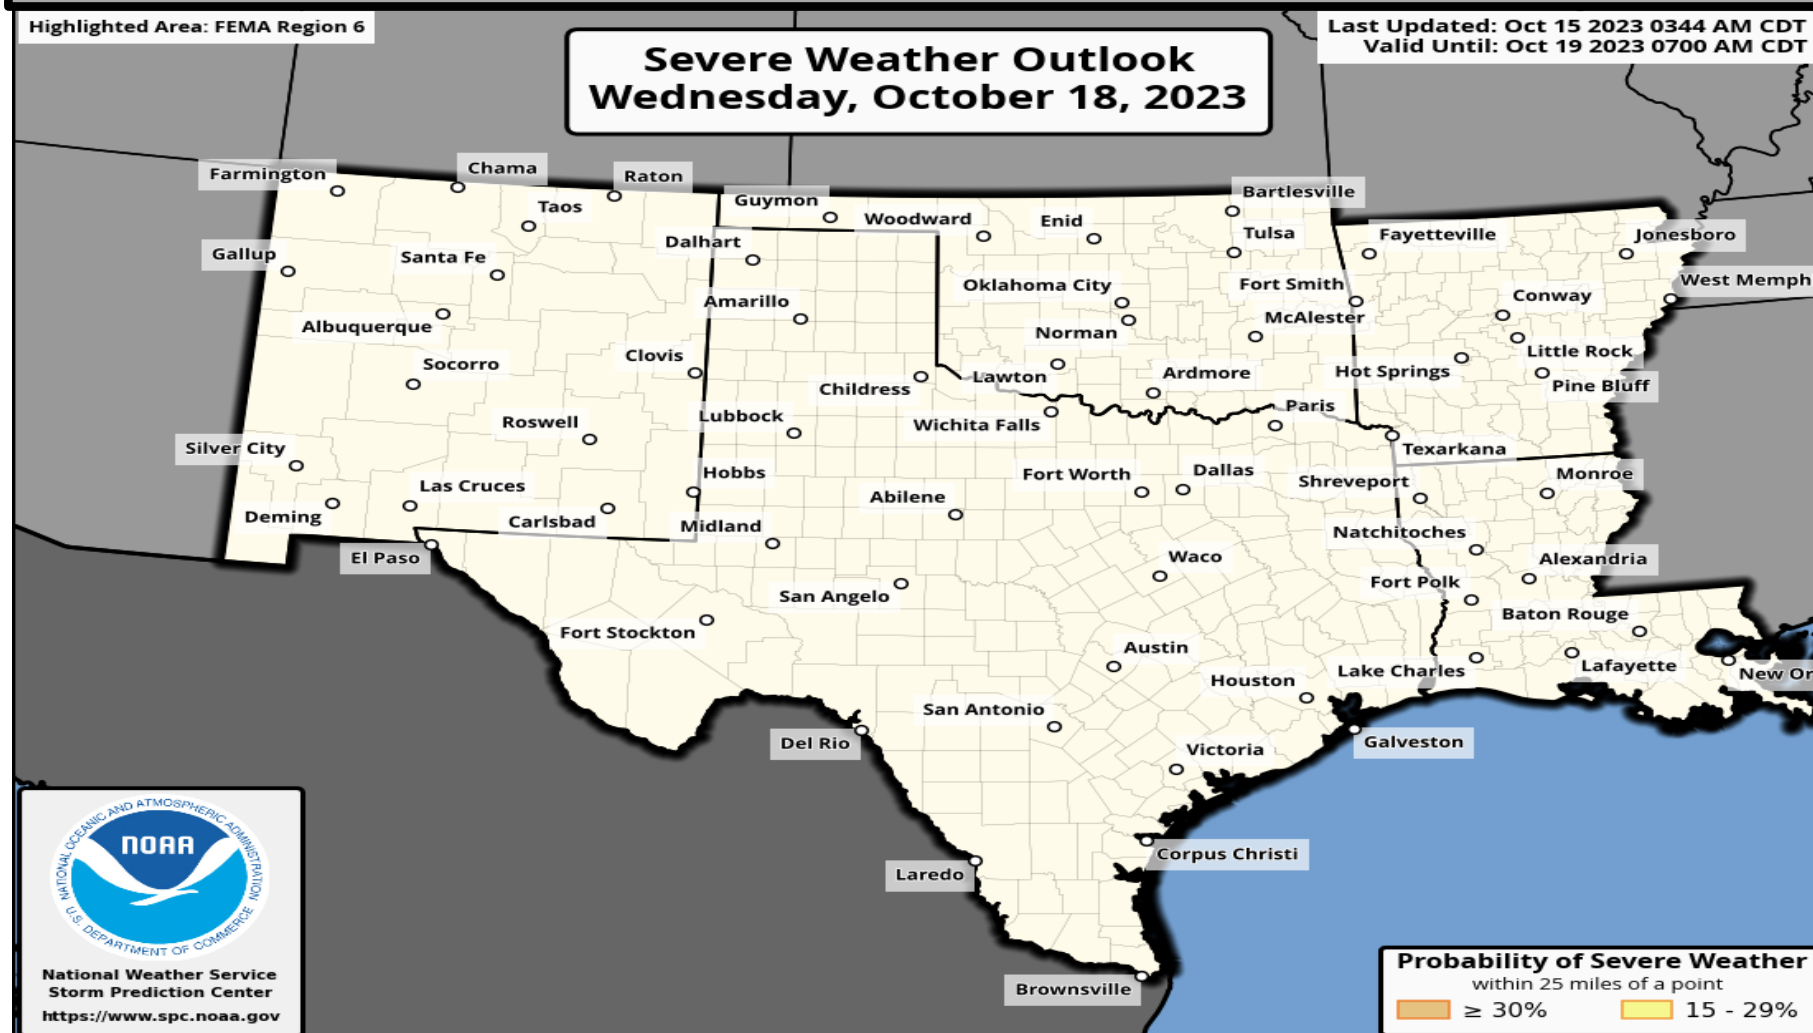 Highlighted Area: FEMA Region 6
Severe Weather Outlook
Wednesday, October 18, 2023
Last Updated: Oct 15 2023 0344 AM CDT
Valid Until: Oct 19 2023 0700 AM CDT
Farmington
Chama
Raton
Taos
Guymon
Woodward
Enid
Bartlesville
Tulsa
Fayetteville
Jonesboro
Gallup
Santa Fe
Dalhart
Oklahoma City
Fort Smith
Conway
West Memph
Albuquerque
Amarillo
Norman
McAlester
Little Rock
Socorro
Clovis
Childress
Lawton
Ardmore
Hot Springs
Pine Bluff
Roswell
Lubbock
Wichita Falls
Paris
Texarkana
Silver City
Las Cruces
Hobbs
Abilene
Fort Worth
Dallas
Shreveport
Monroe
Deming
Carlsbad
Midland
Natchitoches
El Paso
Waco
Alexandria
San Angelo
Fort Polk
Fort Stockton
Baton Rouge
Austin
Houston
Lake Charles
Lafayette
New Or
San Antonio
Del Rio
Victoria
Galveston
Corpus Christi
Laredo
Brownsville
NATIONAL OCEANIC AND ATMOSPHERIC ADMINISTRATION
NOAA
U.S. DEPARTMENT OF COMMERCE
National Weather Service
Storm Prediction Center
https://www.spc.noaa.gov
Probability of Severe Weather
within 25 miles of a point
≥ 30% 15 - 29%